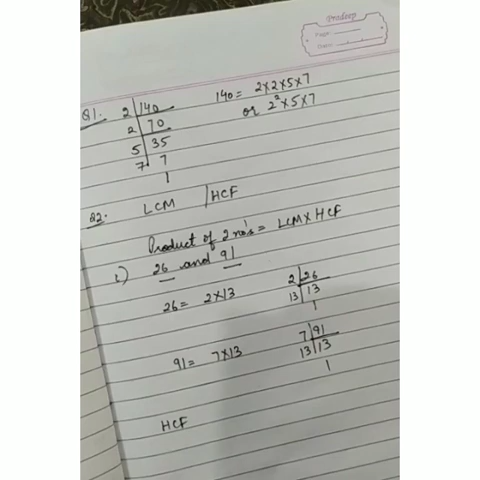 Pradeep
Page:
Date:
Q1. 2 | 140
2 | 70
5 | 35
7 | 7
1
140 = 2×2×5×7
or 2²×5×7
Q2. LCM / HCF
Product of 2 no's = LCM × HCF
i) 26 and 91
26 = 2×13
2 | 26
13 | 13
1
91 = 7×13
7 | 91
13 | 13
1
HCF